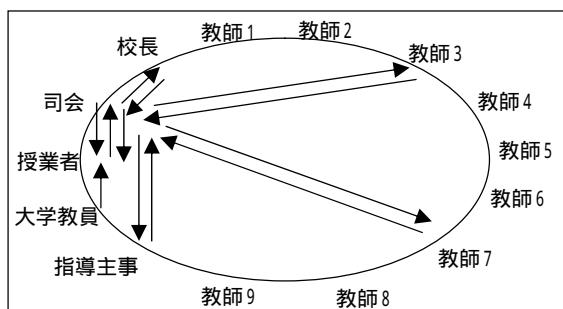 校長
教師1
教師2
教師3
司会
教師4
授業者
教師5
大学教員
教師6
指導主事
教師7
教師9
教師8